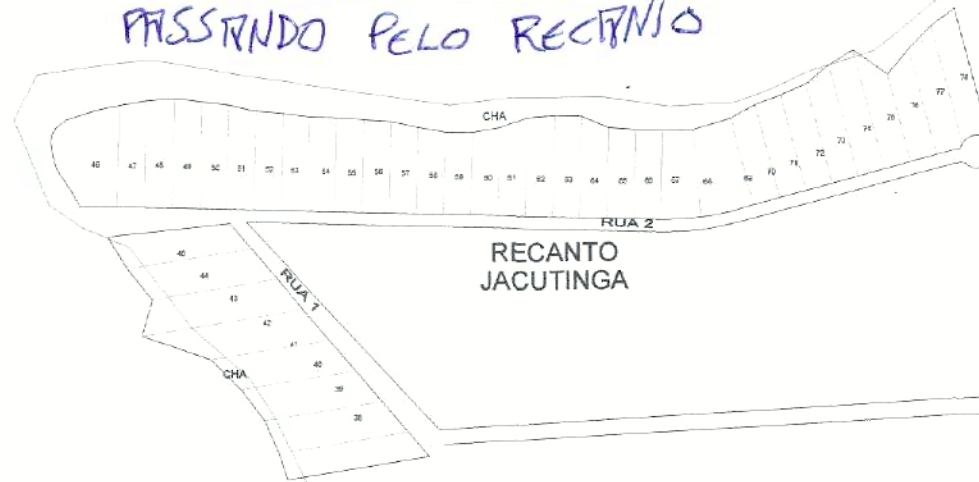 PASSANDO PELO RECANTO
CHA
46 47 48 49 50 51 52 53 54 55 56 57 58 59 60 61 62 63 64 65 66 67 68 69 70 71 72 73 74 75 76 77 78
RUA 2
RECANTO
JACUTINGA
RUA 1
45
44
43
42
41
40
39
38
CHA